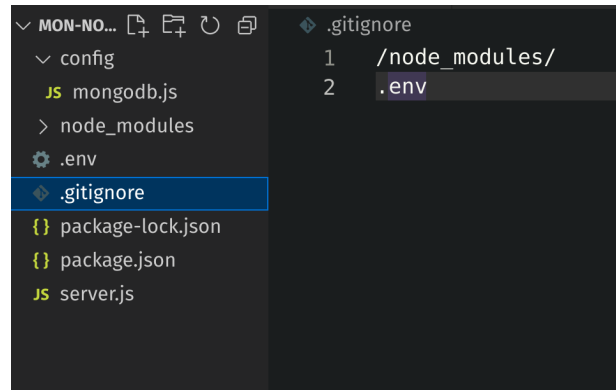 MON-NO...
config
JS mongodb.js
node_modules
.env
.gitignore
{} package-lock.json
{} package.json
JS server.js
.gitignore
1 /node_modules/
2 .env